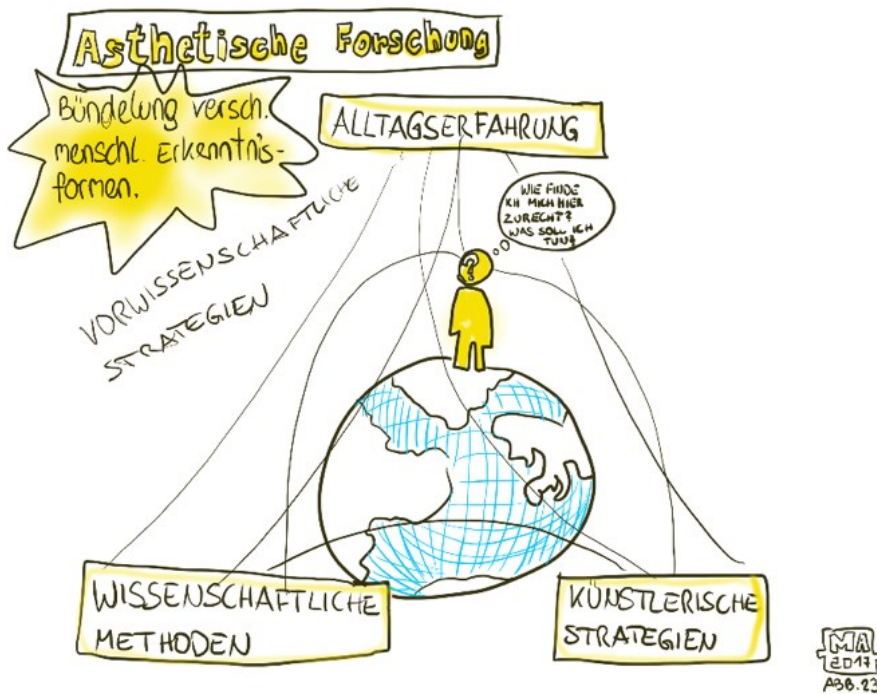 Ästhetische Forschung
Bündelung versch.
menschl. Erkenntnis-
formen.
ALLTAGSERFAHRUNG
VORWISSENSCHAFTLICHE
STRATEGIEN
WIE FINDE
ICH MICH HIER
ZURECHT?
WAS SOLL ICH
TUN?
?
WISSENSCHAFTLICHE
METHODEN
KÜNSTLERISCHE
STRATEGIEN
MA
2017
ABB. 23